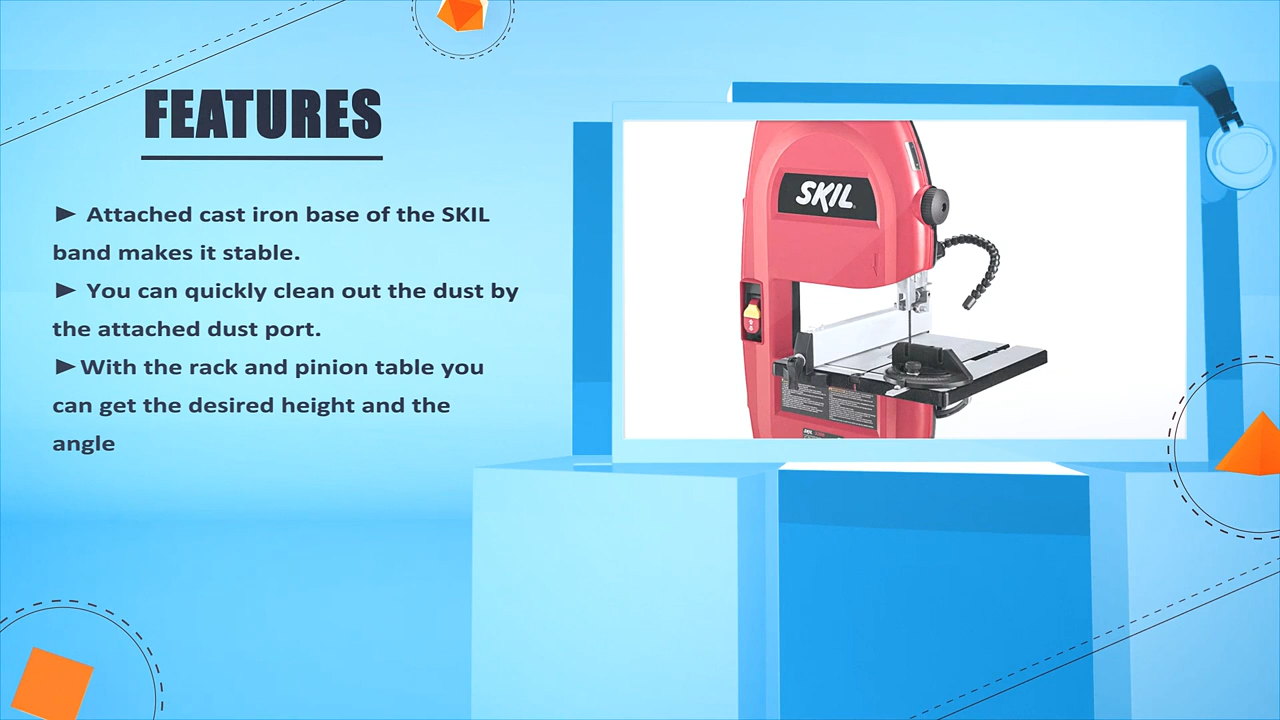 FEATURES
► Attached cast iron base of the SKIL
band makes it stable.
► You can quickly clean out the dust by
the attached dust port.
►With the rack and pinion table you
can get the desired height and the
angle
SKIL